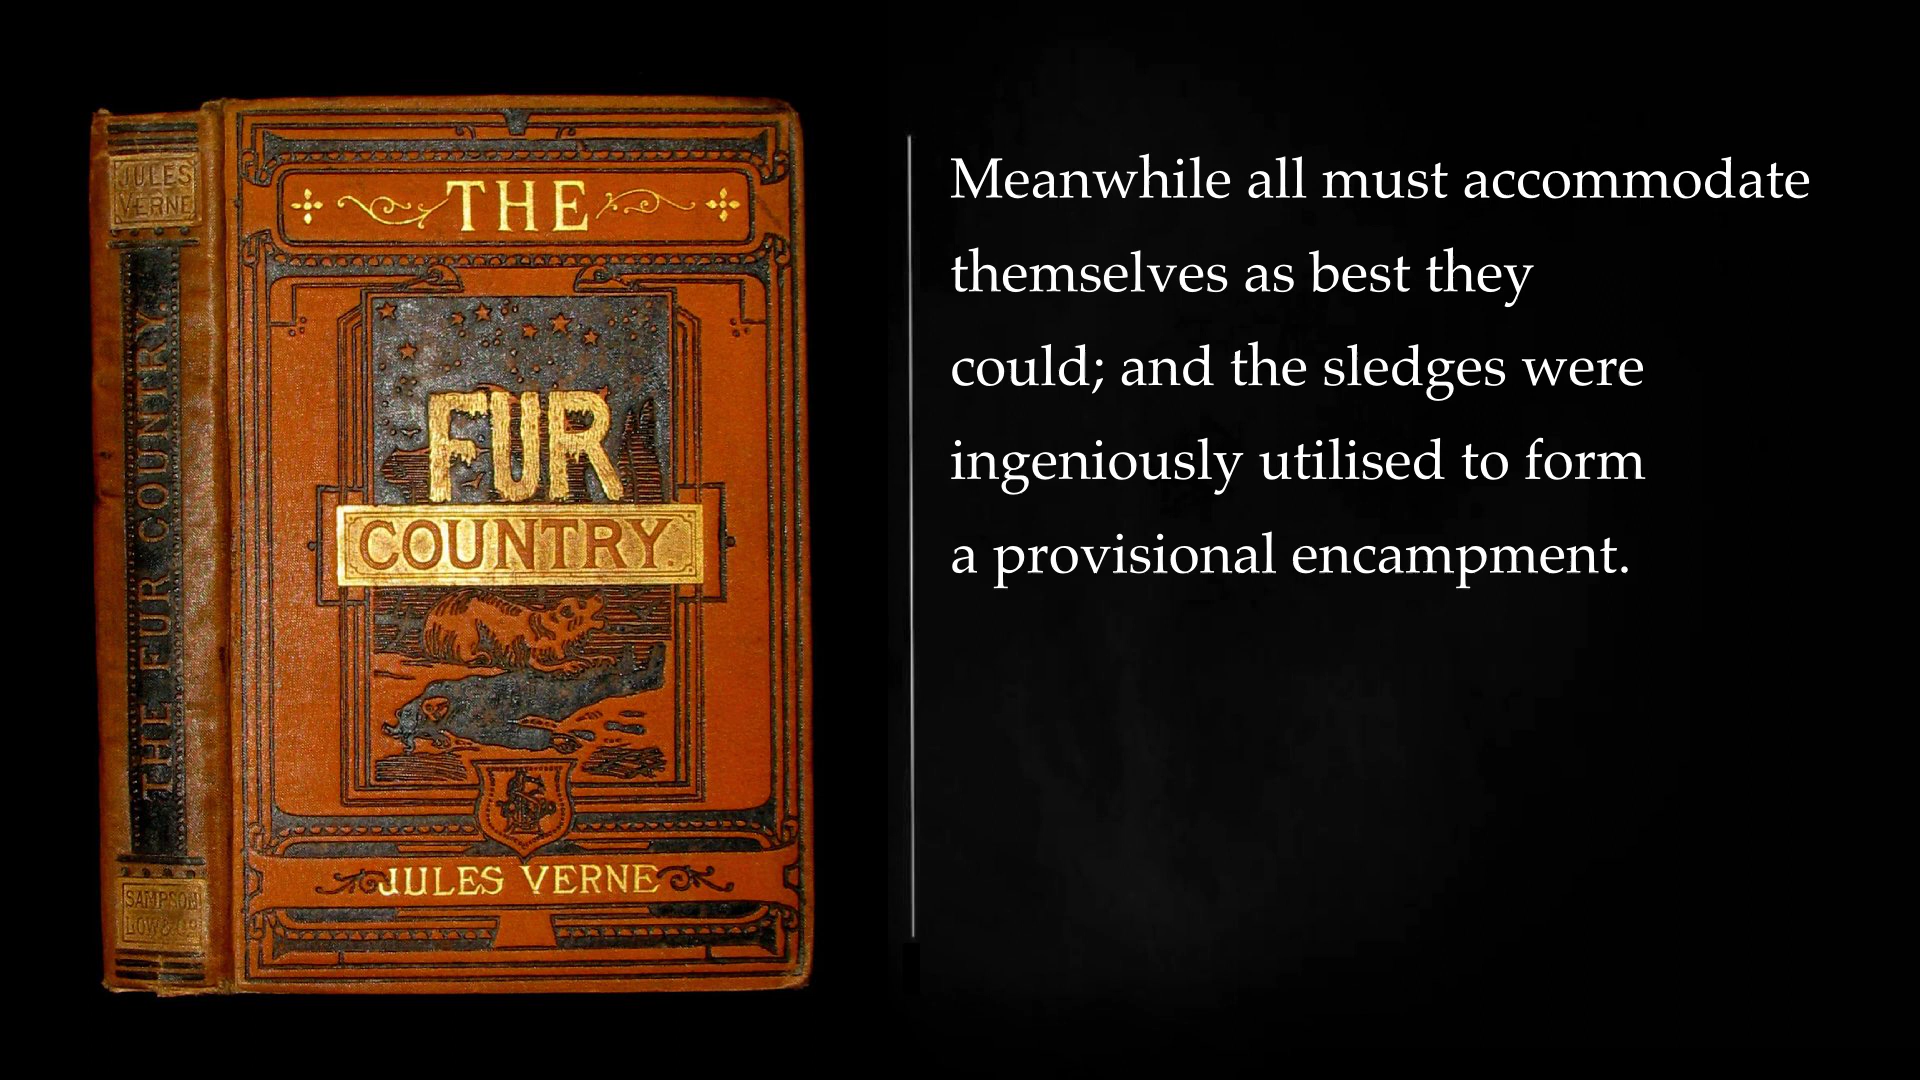 JULES
VERNE
THE FUR COUNTRY.
SAMPSON
LOW & Co
THE
FUR
COUNTRY.
JULES VERNE
Meanwhile all must accommodate
themselves as best they
could; and the sledges were
ingeniously utilised to form
a provisional encampment.